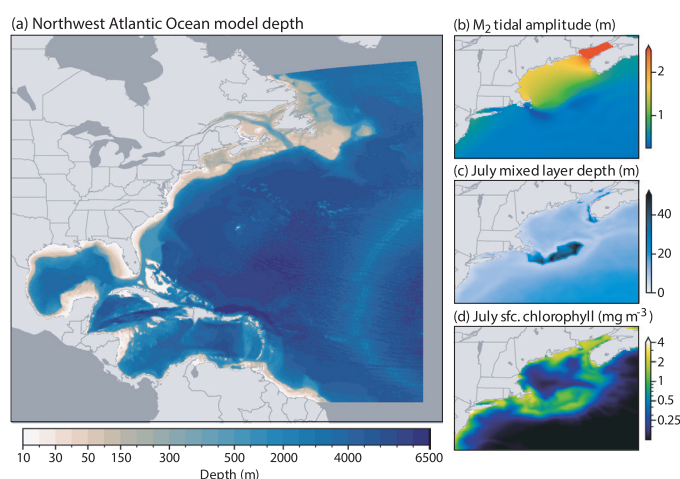 (a) Northwest Atlantic Ocean model depth
10 30 50 150 300 500 2000 4000 6500
Depth (m)
(b) M2 tidal amplitude (m)
2
1
(c) July mixed layer depth (m)
40
20
0
(d) July sfc. chlorophyll (mg m-3)
4
2
1
0.5
0.25